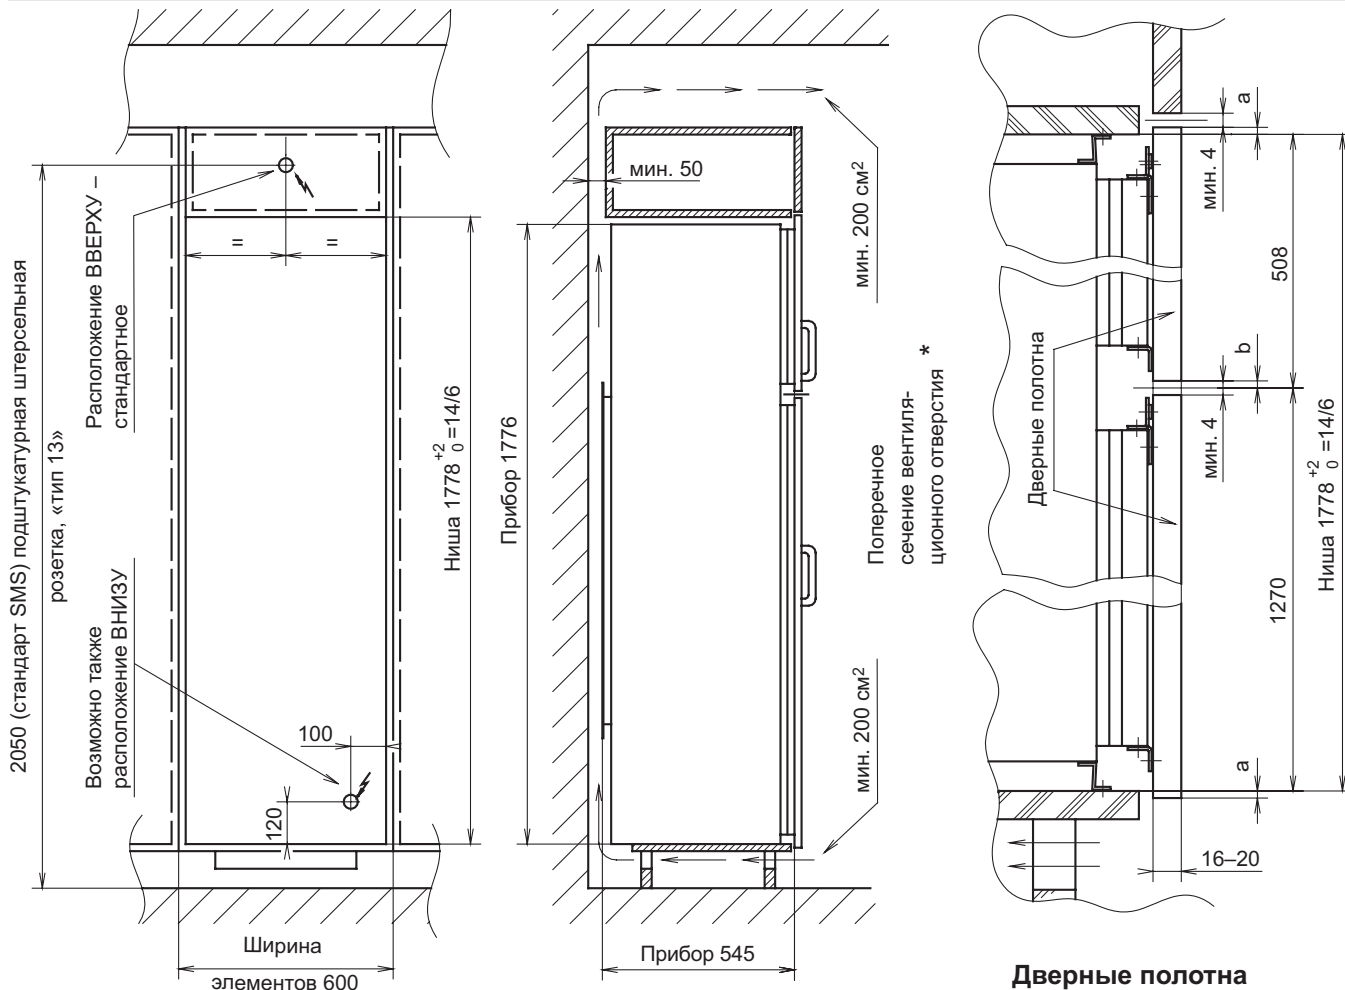 2050 (стандарт SMS) подштукатурная штерсельная
розетка, «тип 13»
Расположение ВВЕРХУ –
стандартное
Возможно также
расположение ВНИЗУ
=
=
100
120
Ниша 1778 +2 0 =14/6
Ширина
элементов 600
Прибор 1776
мин. 50
мин. 200 см²
Поперечное
сечение вентиля-
ционного отверстия *
мин. 200 см²
Прибор 545
Дверные полотна
a
мин. 4
508
b
мин. 4
1270
Ниша 1778 +2 0 =14/6
a
16–20
Дверные полотна